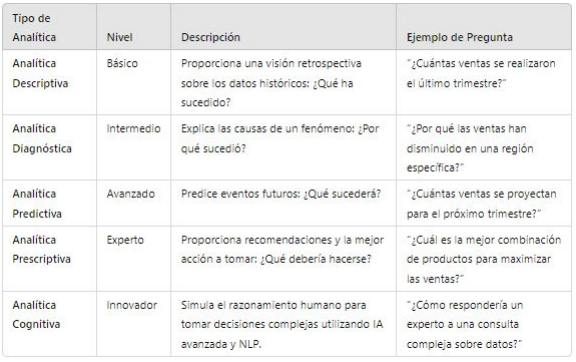 Tipo de
Analítica
Nivel
Descripción
Ejemplo de Pregunta
Analítica
Descriptiva
Básico
Proporciona una visión retrospectiva
sobre los datos históricos: ¿Qué ha
sucedido?
"¿Cuántas ventas se realizaron
el último trimestre?"
Analítica
Diagnóstica
Intermedio
Explica las causas de un fenómeno: ¿Por
qué sucedió?
"¿Por qué las ventas han
disminuido en una región
específica?"
Analítica
Predictiva
Avanzado
Predice eventos futuros: ¿Qué sucederá?
"¿Cuántas ventas se proyectan
para el próximo trimestre?"
Analítica
Prescriptiva
Experto
Proporciona recomendaciones y la mejor
acción a tomar: ¿Qué debería hacerse?
"¿Cuál es la mejor combinación
de productos para maximizar
las ventas?"
Analítica
Cognitiva
Innovador
Simula el razonamiento humano para
tomar decisiones complejas utilizando IA
avanzada y NLP.
"¿Cómo respondería un
experto a una consulta
compleja sobre datos?"